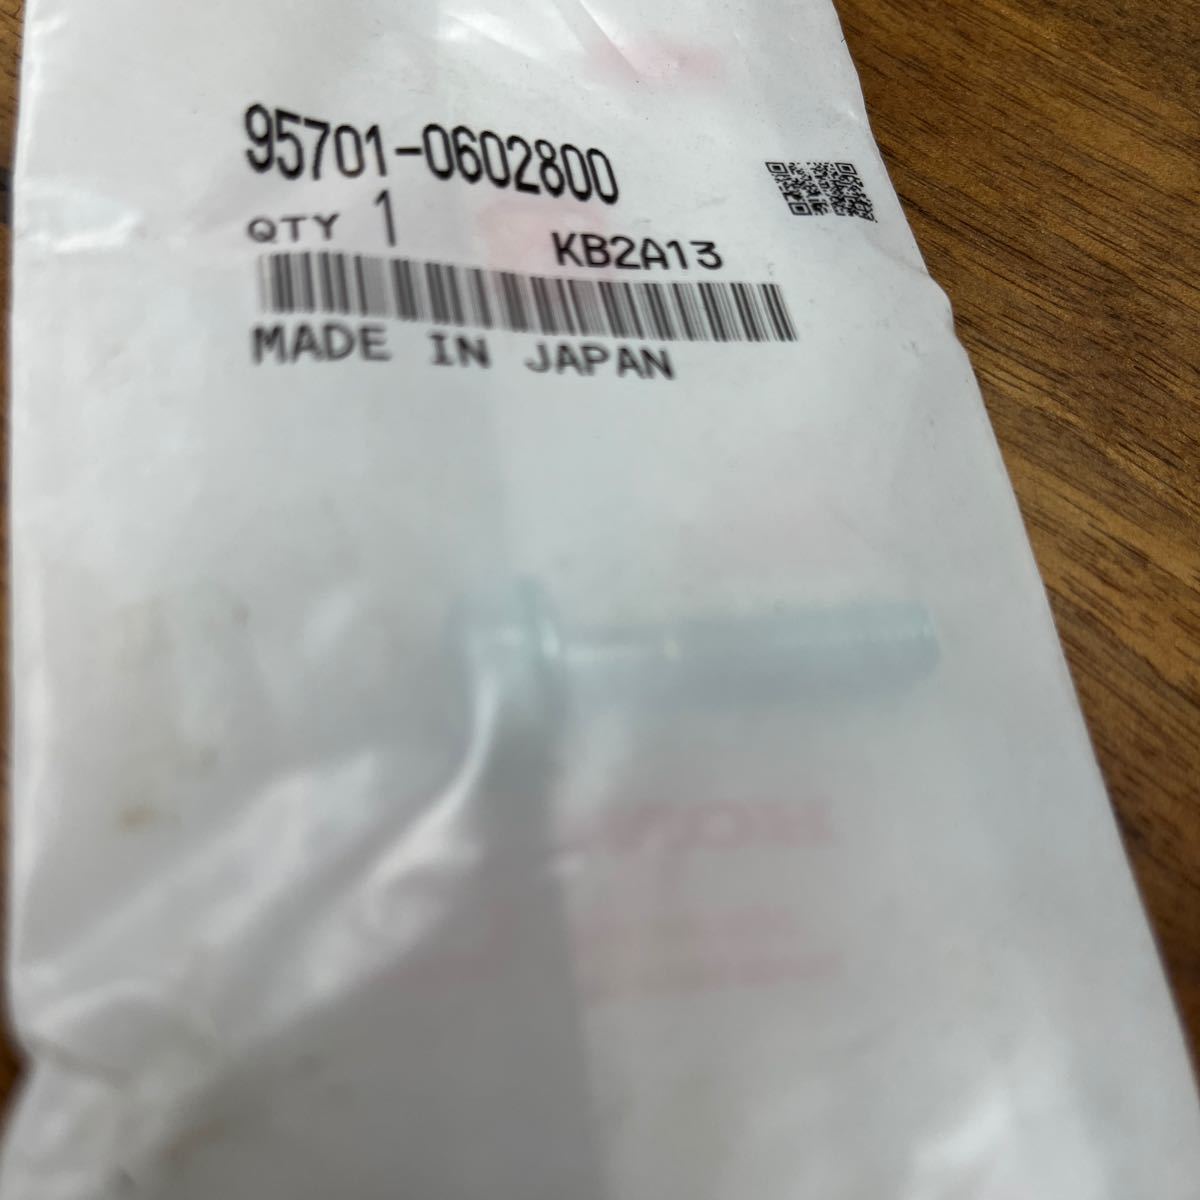 95701-0602800
QTY 1 KB2A13
MADE IN JAPAN